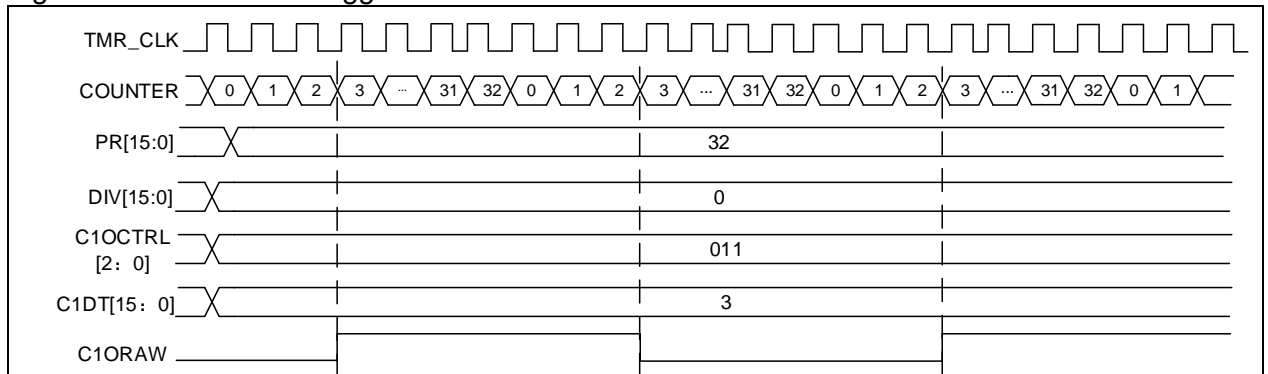 TMR_CLK
COUNTER 0 1 2 3 ... 31 32 0 1 2 3 ... 31 32 0 1 2 3 ... 31 32 0 1
PR[15:0] 32
DIV[15:0] 0
C1OCTRL
[2：0] 011
C1DT[15：0] 3
C1ORAW